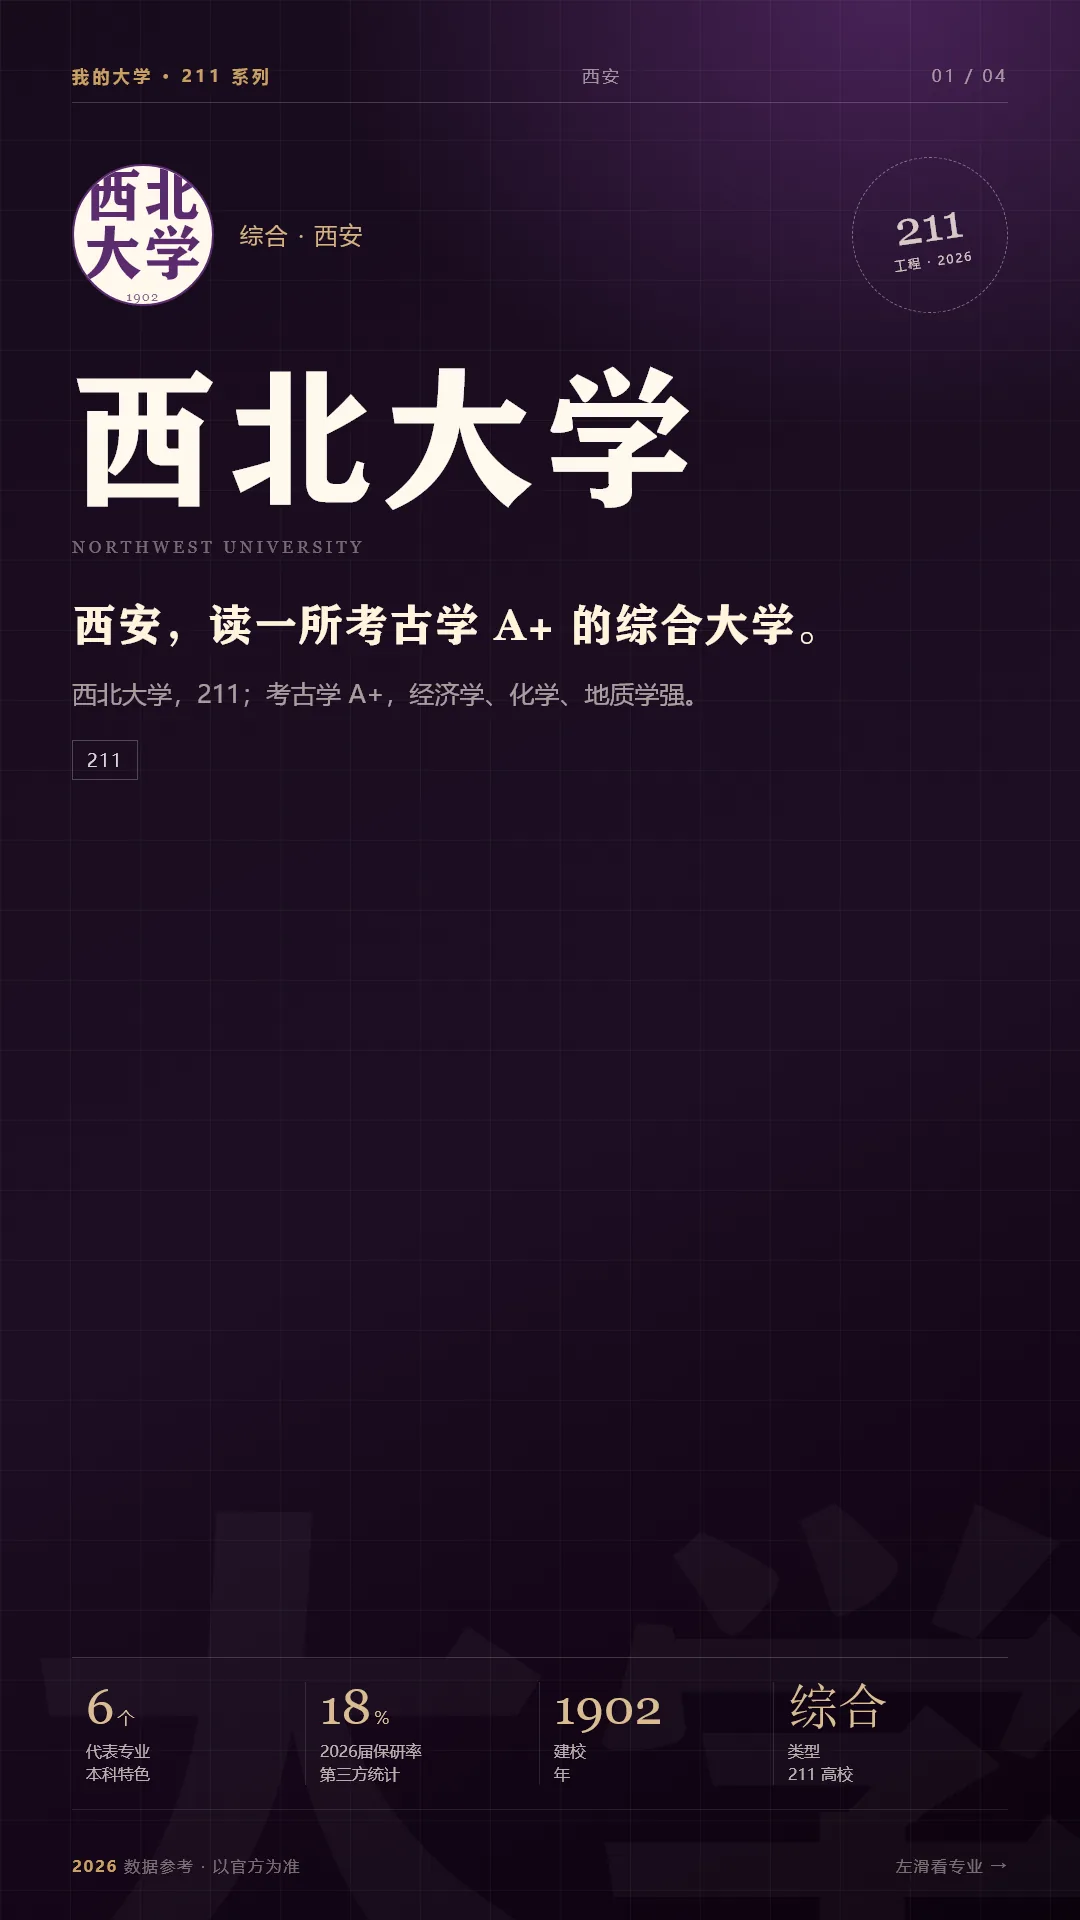 我的大学 · 211 系列
西安
01 / 04
西北
大学
1902
综合 · 西安
211
工程 · 2026
西北大学
NORTHWEST UNIVERSITY
西安，读一所考古学 A+ 的综合大学。
西北大学，211；考古学 A+，经济学、化学、地质学强。
211
大学
6个
代表专业
本科特色
18%
2026届保研率
第三方统计
1902
建校
年
综合
类型
211 高校
2026 数据参考 · 以官方为准
左滑看专业 →